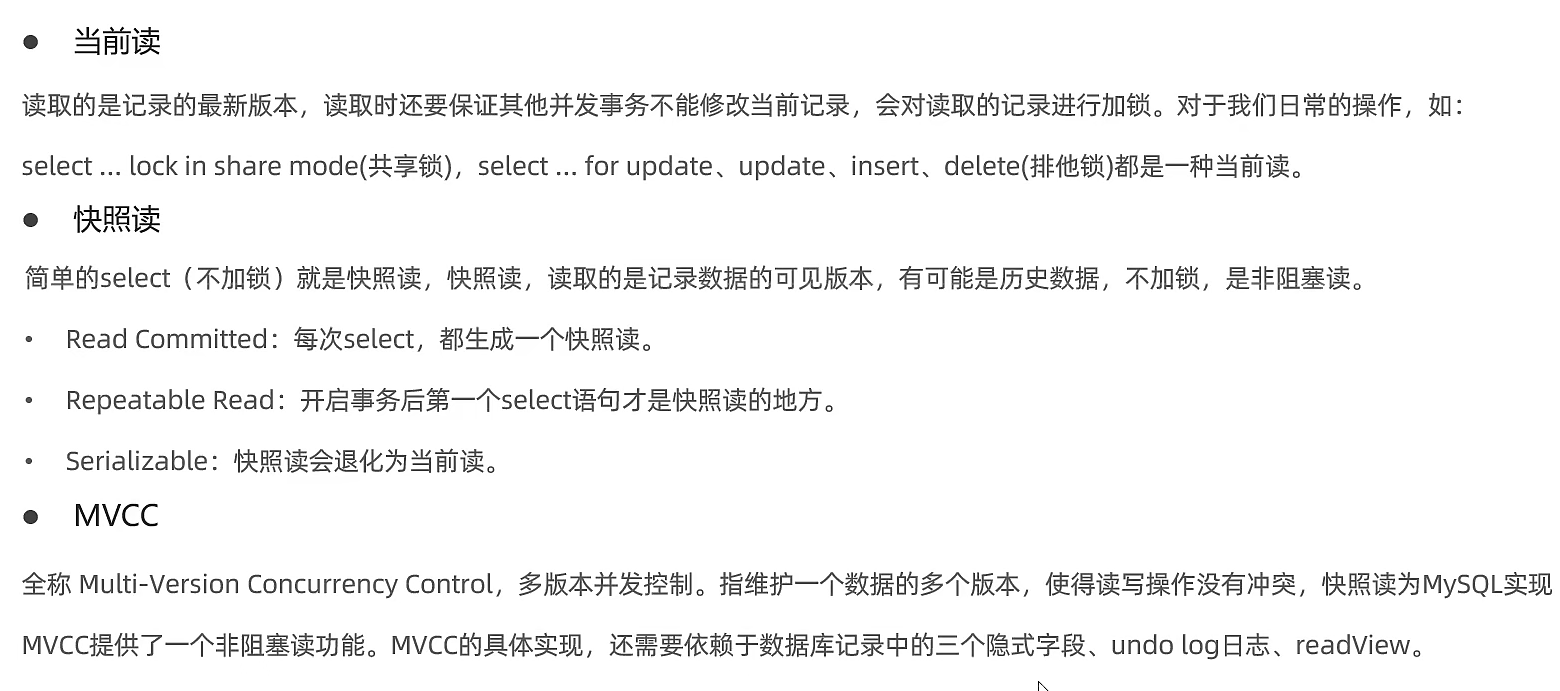 ● 当前读
读取的是记录的最新版本，读取时还要保证其他并发事务不能修改当前记录，会对读取的记录进行加锁。对于我们日常的操作，如：
select ... lock in share mode(共享锁)，select ... for update、update、insert、delete(排他锁)都是一种当前读。
● 快照读
简单的select（不加锁）就是快照读，快照读，读取的是记录数据的可见版本，有可能是历史数据，不加锁，是非阻塞读。
• Read Committed：每次select，都生成一个快照读。
• Repeatable Read：开启事务后第一个select语句才是快照读的地方。
• Serializable：快照读会退化为当前读。
● MVCC
全称 Multi-Version Concurrency Control，多版本并发控制。指维护一个数据的多个版本，使得读写操作没有冲突，快照读为MySQL实现
MVCC提供了一个非阻塞读功能。MVCC的具体实现，还需要依赖于数据库记录中的三个隐式字段、undo log日志、readView。